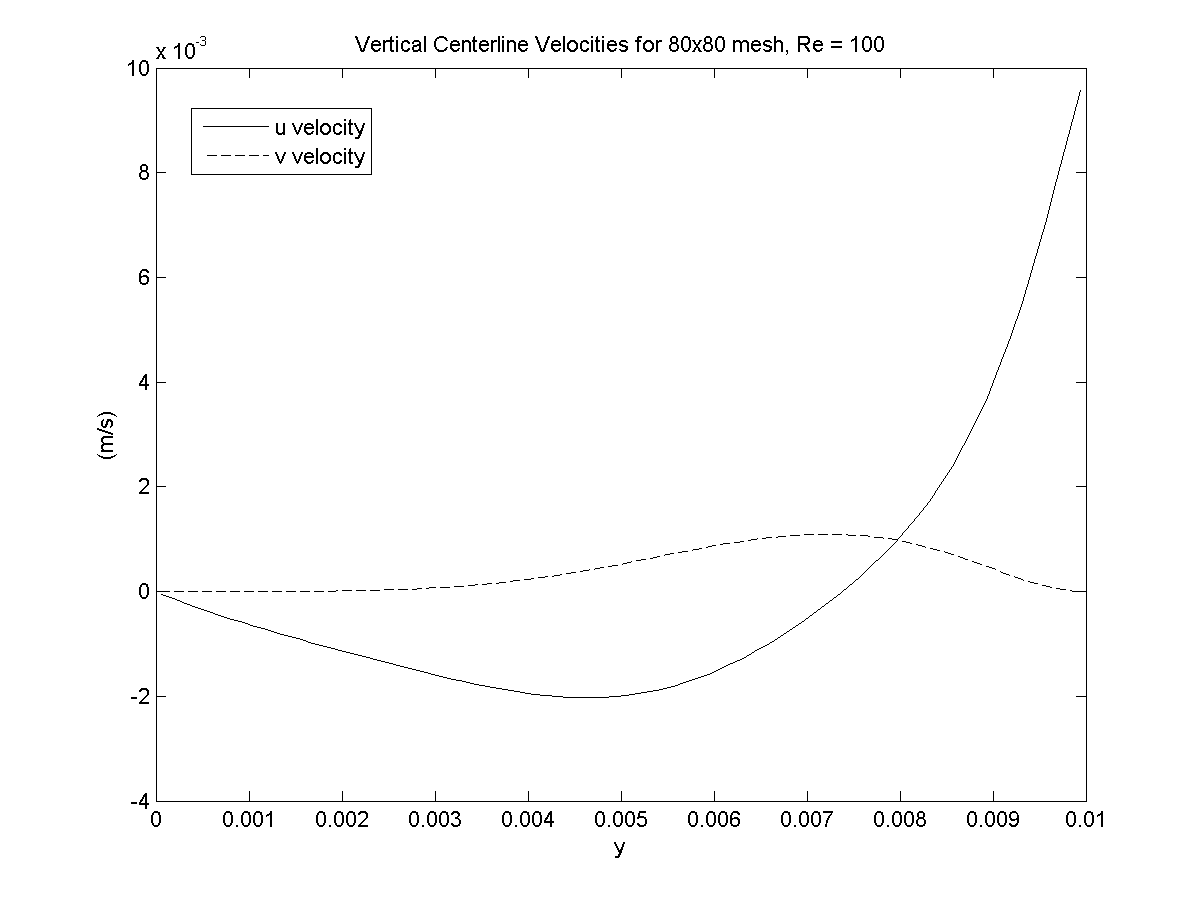 Vertical Centerline Velocities for 80x80 mesh, Re = 100
x 10^-3
10
8
6
4
2
0
-2
-4
(m/s)
u velocity
v velocity
0 0.001 0.002 0.003 0.004 0.005 0.006 0.007 0.008 0.009 0.01
y